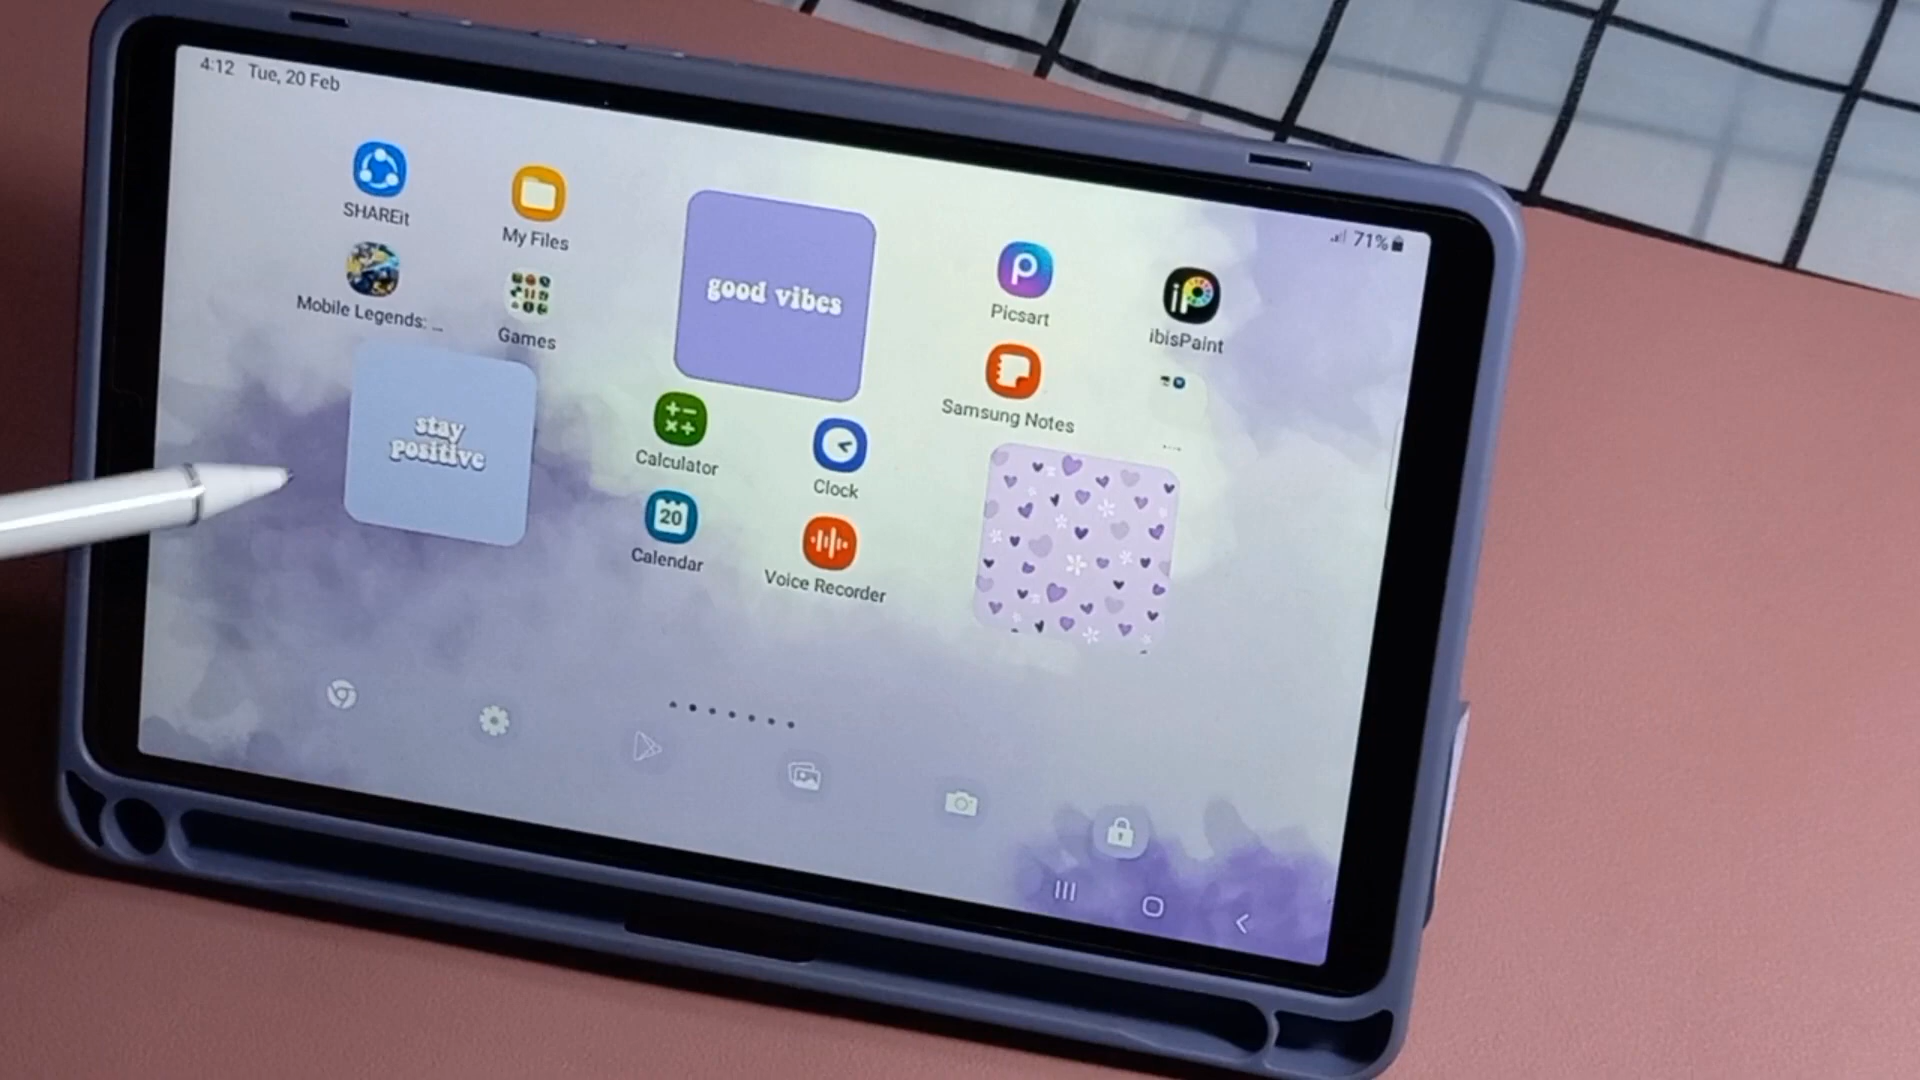 4:12 Tue, 20 Feb
71%
SHAREit
My Files
Mobile Legends: ...
Games
good vibes
Picsart
ibisPaint
Samsung Notes
stay
positive
Calculator
Clock
20
Calendar
Voice Recorder